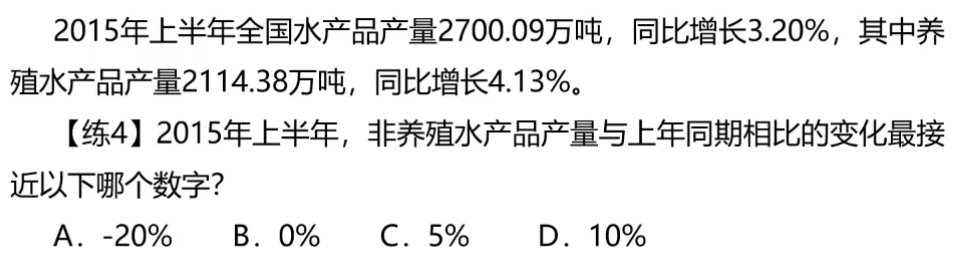 2015年上半年全国水产品产量2700.09万吨，同比增长3.20%，其中养
殖水产品产量2114.38万吨，同比增长4.13%。
【练4】2015年上半年，非养殖水产品产量与上年同期相比的变化最接
近以下哪个数字？
A．-20% B．0% C．5% D．10%